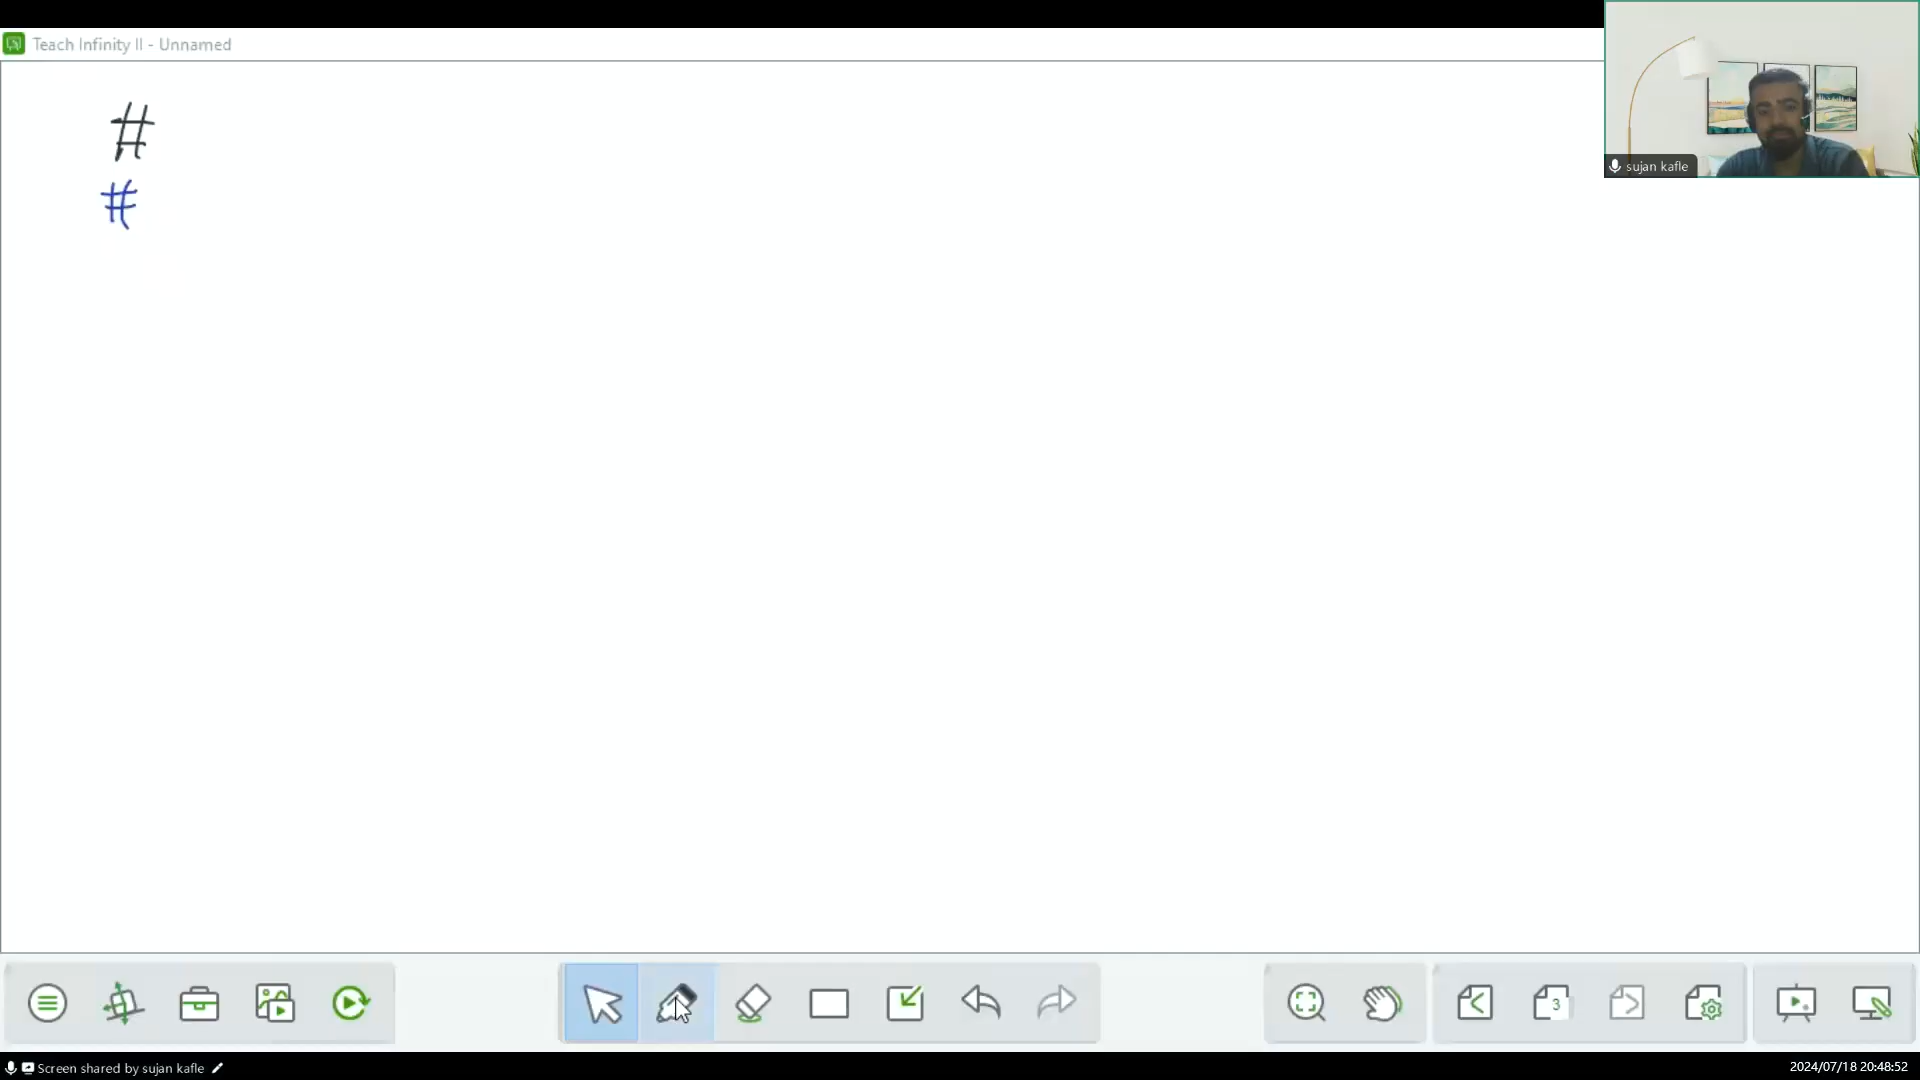 Teach Infinity II - Unnamed
#
#
sujan kafle
3
Screen shared by sujan kafle
2024/07/18 20:48:52